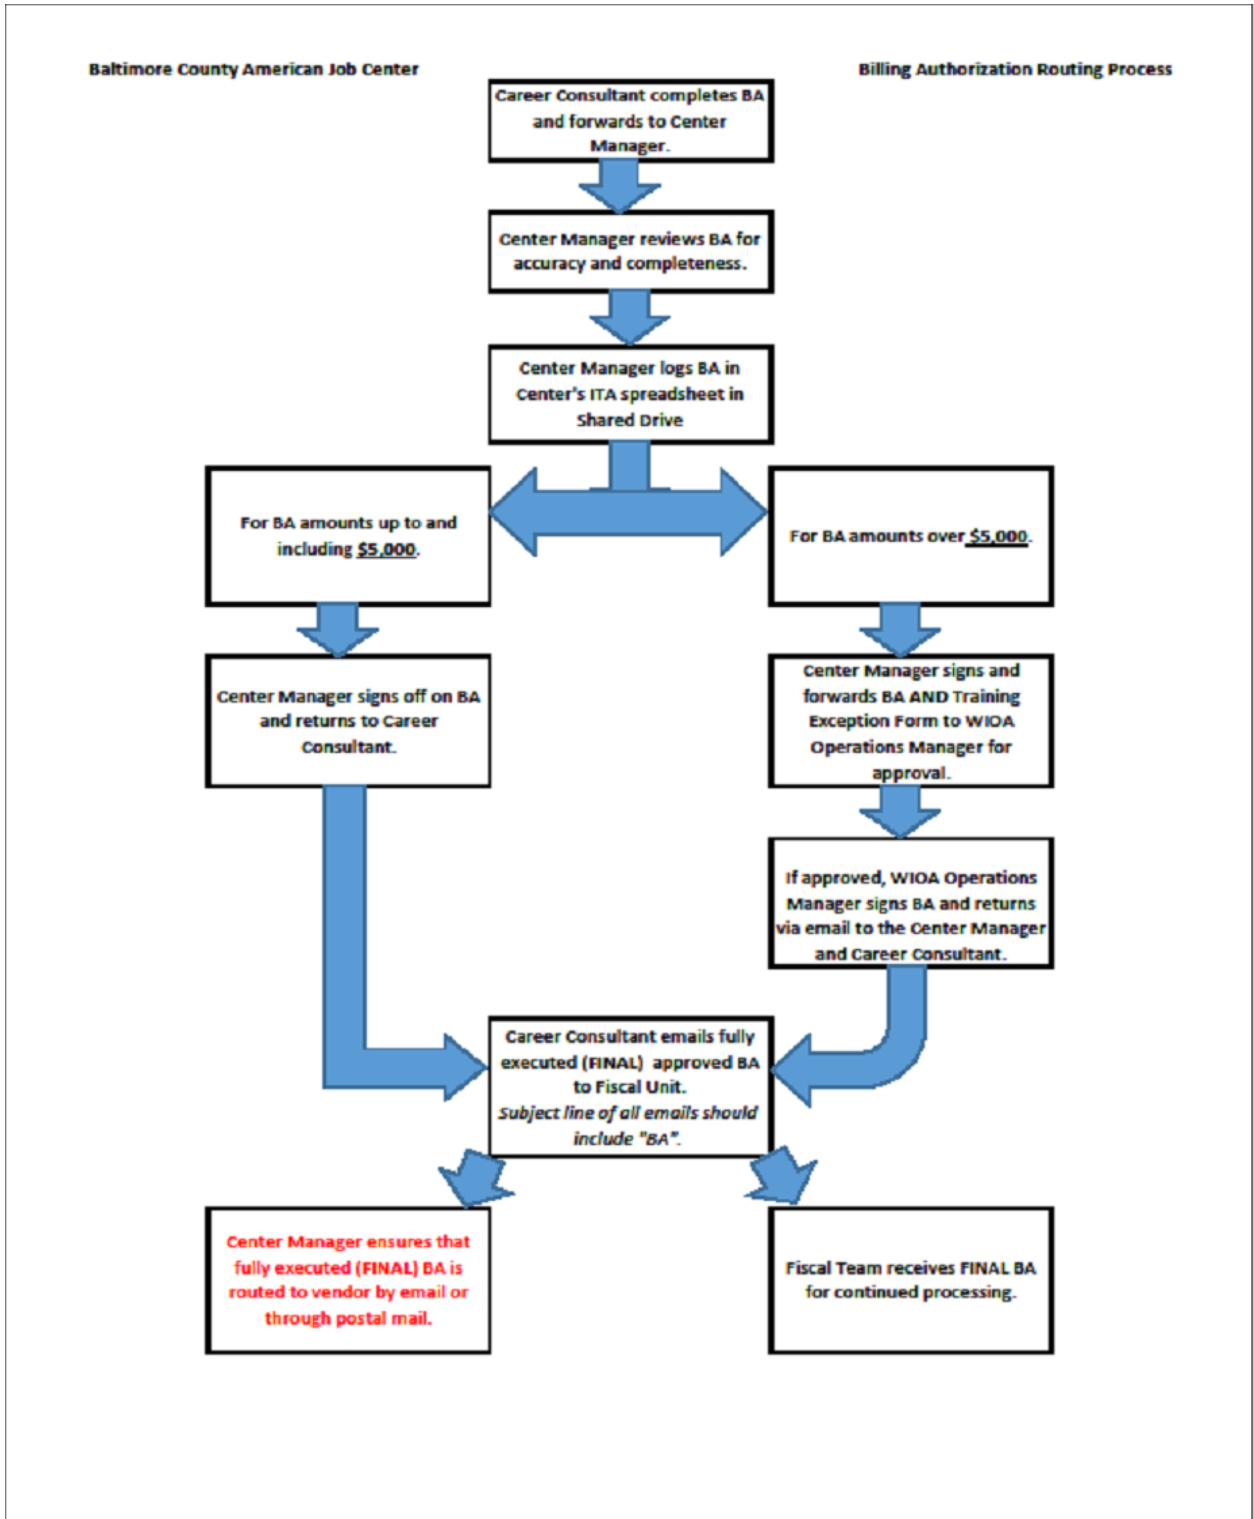 Baltimore County American Job Center
Billing Authorization Routing Process
Career Consultant completes BA
and forwards to Center
Manager.
Center Manager reviews BA for
accuracy and completeness.
Center Manager logs BA in
Center's ITA spreadsheet in
Shared Drive
For BA amounts up to and
including $5,000.
For BA amounts over $5,000.
Center Manager signs off on BA
and returns to Career
Consultant.
Center Manager signs and
forwards BA AND Training
Exception Form to WIOA
Operations Manager for
approval.
If approved, WIOA Operations
Manager signs BA and returns
via email to the Center Manager
and Career Consultant.
Career Consultant emails fully
executed (FINAL) approved BA
to Fiscal Unit.
Subject line of all emails should
include "BA".
Center Manager ensures that
fully executed (FINAL) BA is
routed to vendor by email or
through postal mail.
Fiscal Team receives FINAL BA
for continued processing.